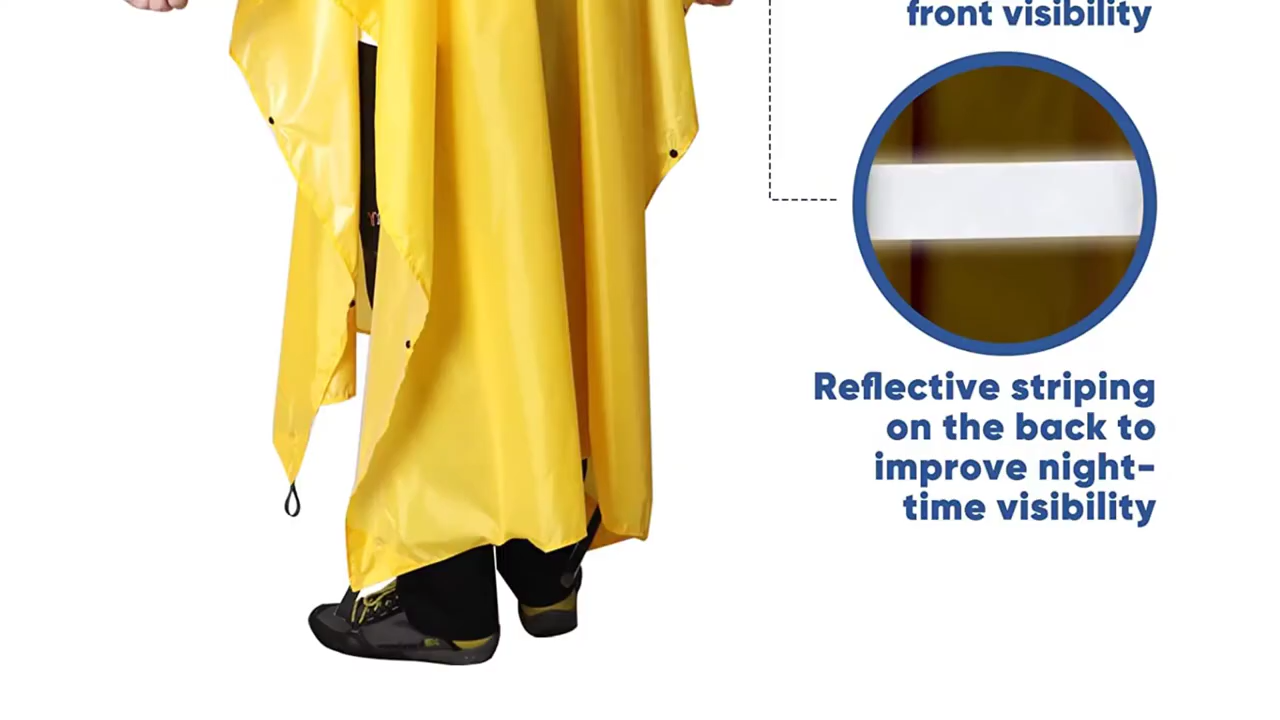 front visibility
Reflective striping
on the back to
improve night-
time visibility